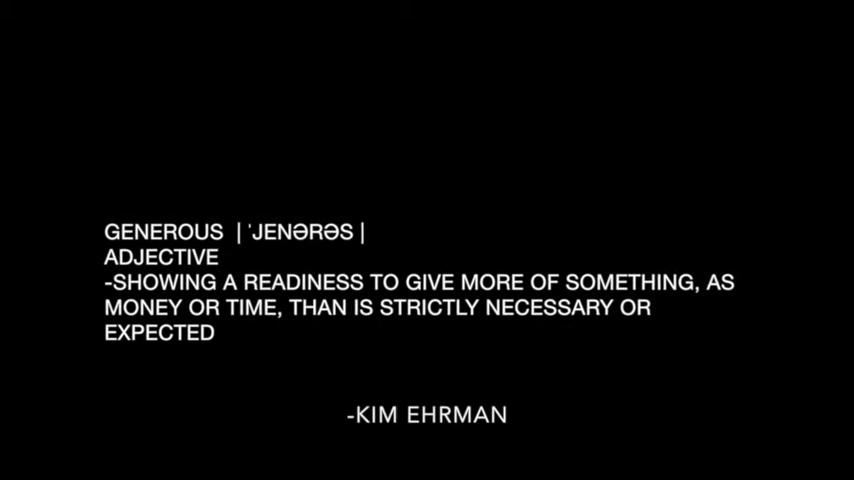 GENEROUS | ˈJENƏRƏS |
ADJECTIVE
-SHOWING A READINESS TO GIVE MORE OF SOMETHING, AS
MONEY OR TIME, THAN IS STRICTLY NECESSARY OR
EXPECTED
-KIM EHRMAN